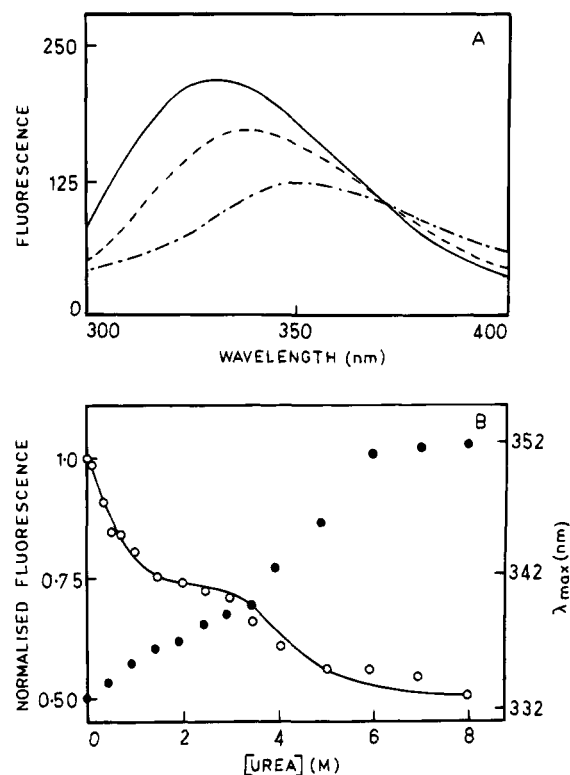 A
250
125
0
FLUORESCENCE
300 350 400
WAVELENGTH (nm)
B
1·0
0·75
0·50
NORMALISED FLUORESCENCE
352
342
332
λmax (nm)
0 2 4 6 8
[UREA] (M)